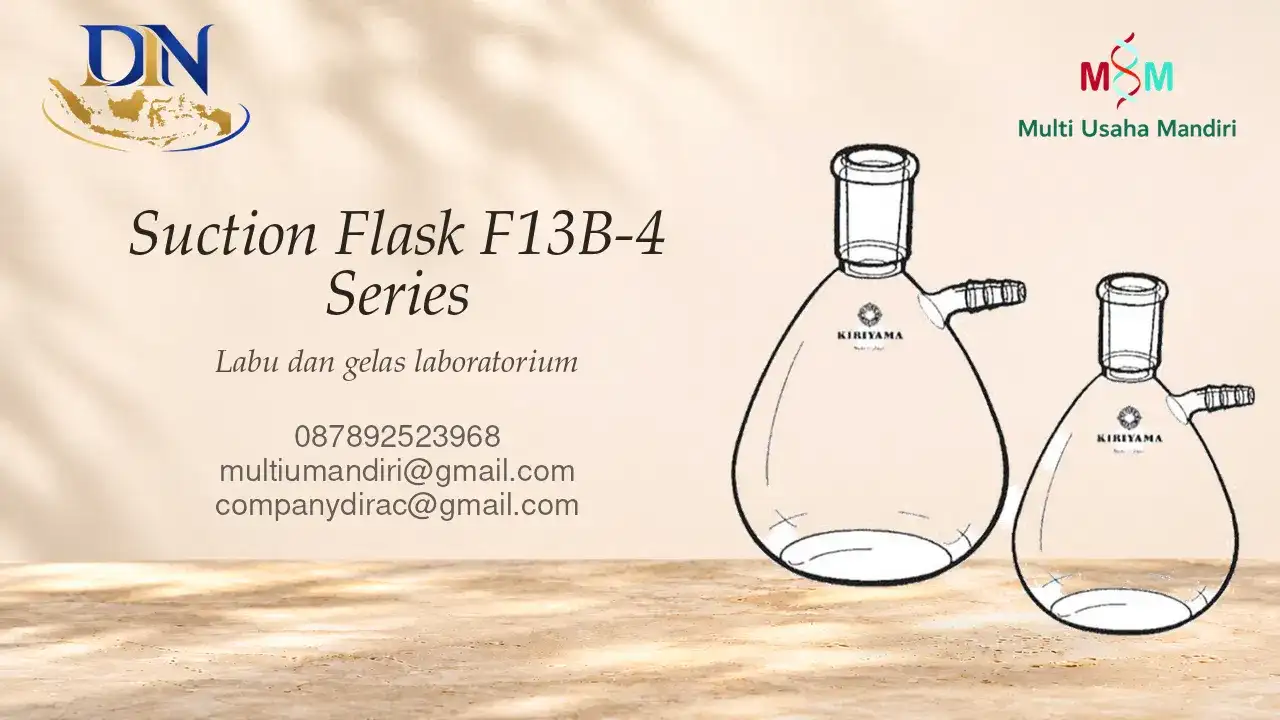 DIN
M M
Multi Usaha Mandiri
Suction Flask F13B-4
Series
Labu dan gelas laboratorium
087892523968
multiumandiri@gmail.com
companydirac@gmail.com
KIRIYAMA
KIRIYAMA